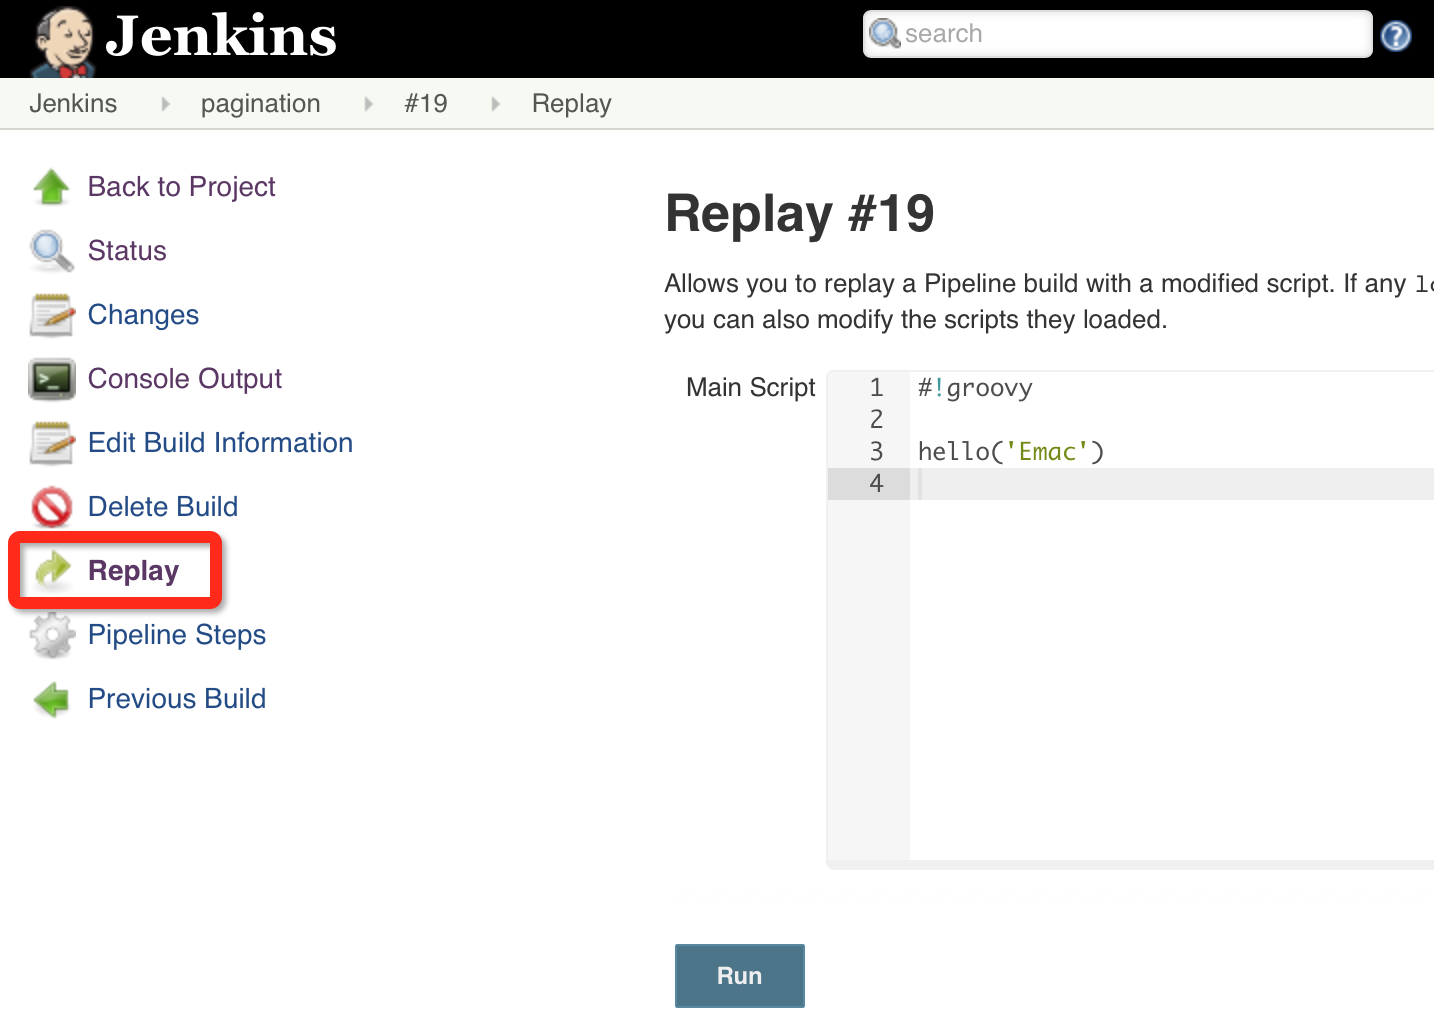 Jenkins
search
Jenkins pagination #19 Replay
Back to Project
Status
Changes
Console Output
Edit Build Information
Delete Build
Replay
Pipeline Steps
Previous Build
Replay #19
Allows you to replay a Pipeline build with a modified script. If any
you can also modify the scripts they loaded.
Main Script
1 #!groovy
2
3 hello('Emac')
4
Run